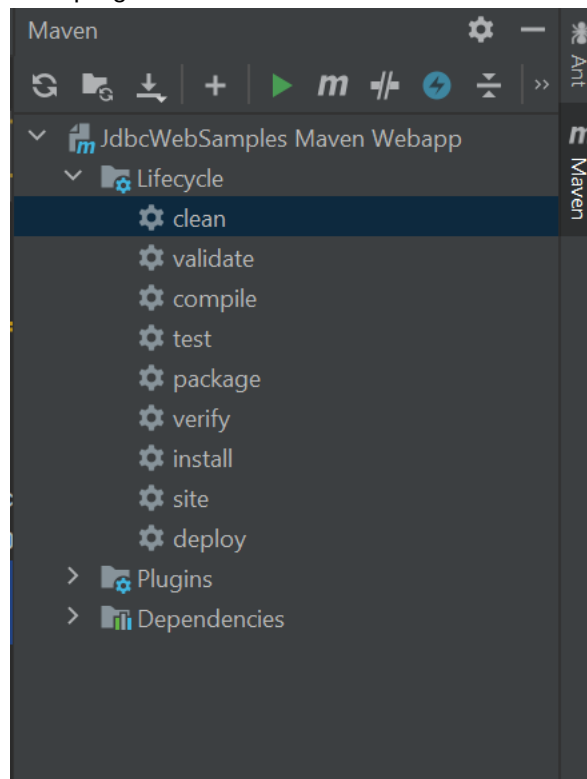 Maven
JdbcWebSamples Maven Webapp
Lifecycle
clean
validate
compile
test
package
verify
install
site
deploy
Plugins
Dependencies
Ant
Maven